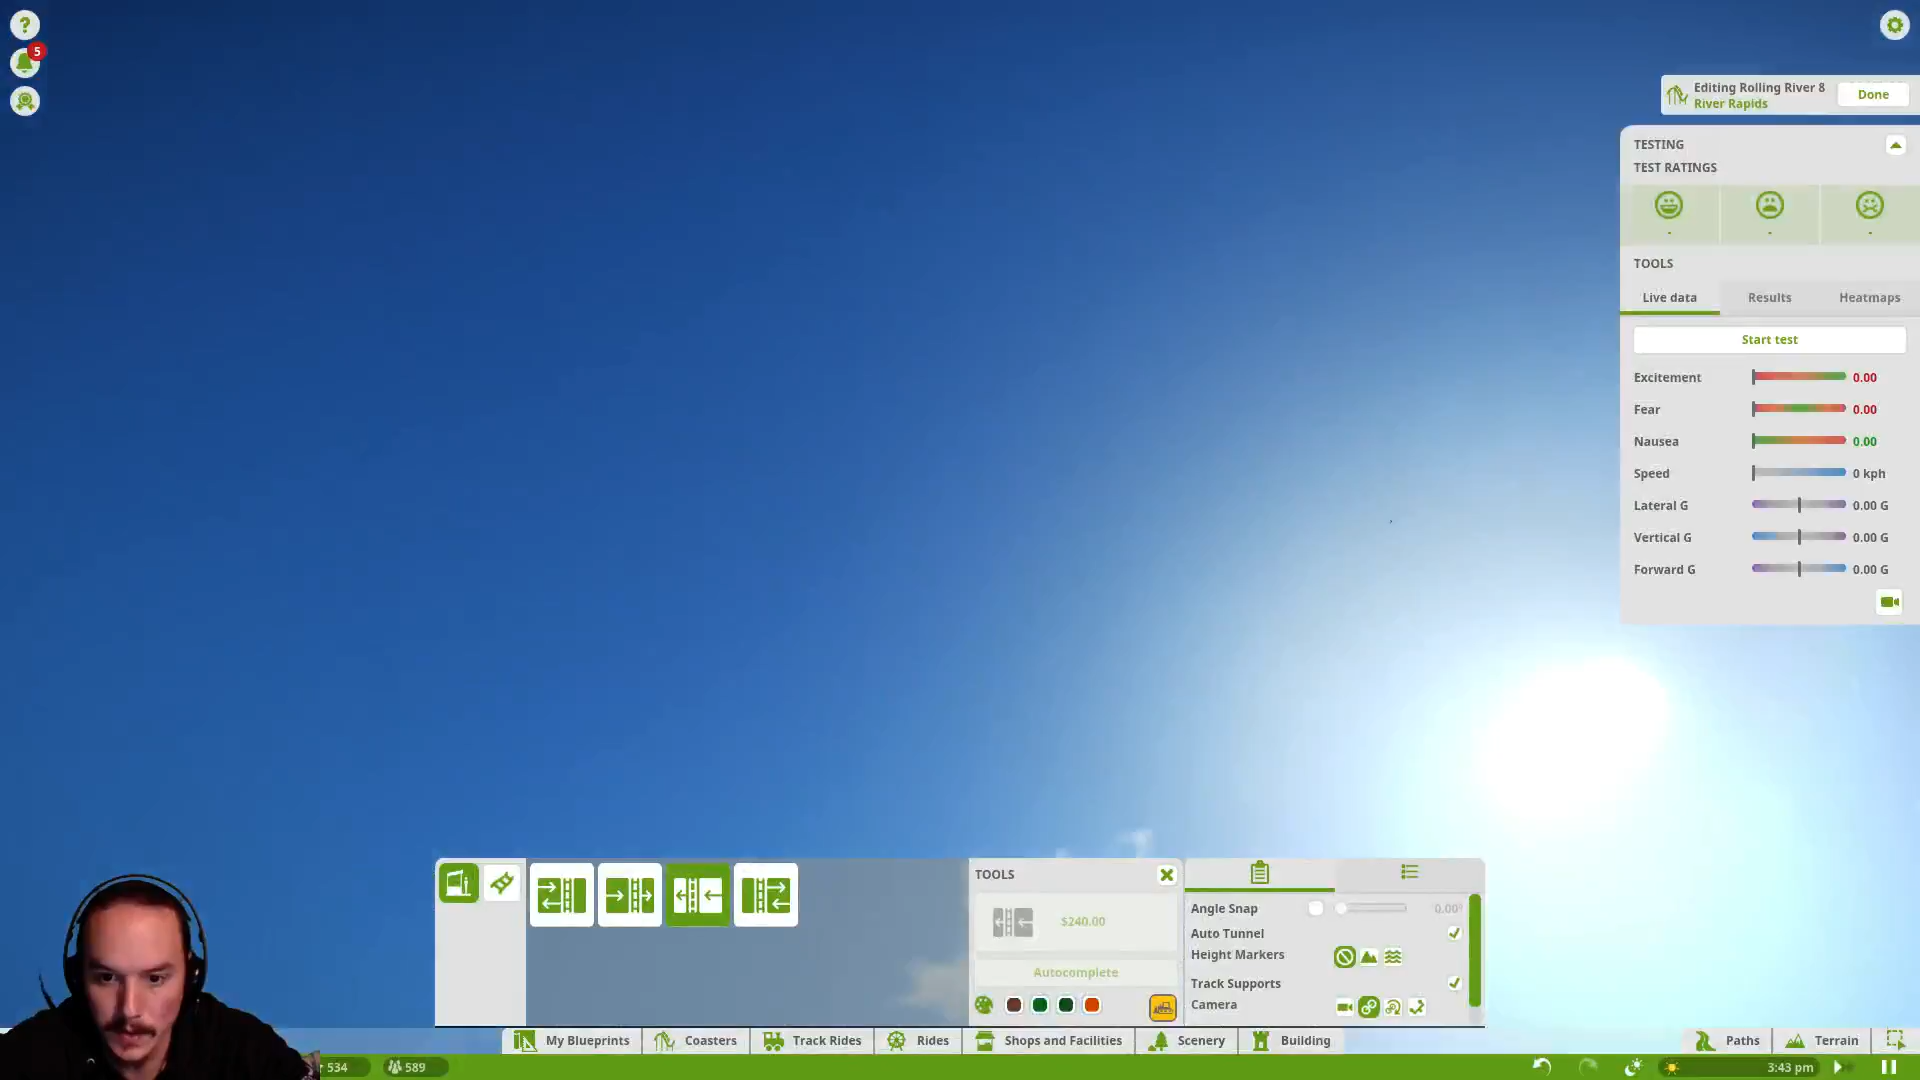 ?
5
Editing Rolling River 8
River Rapids
Done
TESTING
TEST RATINGS
-
-
-
TOOLS
Live data
Results
Heatmaps
Start test
Excitement
0.00
Fear
0.00
Nausea
0.00
Speed
0 kph
Lateral G
0.00 G
Vertical G
0.00 G
Forward G
0.00 G
TOOLS
$240.00
Autocomplete
Angle Snap
0.00°
Auto Tunnel
Height Markers
Track Supports
Camera
My Blueprints
Coasters
Track Rides
Rides
Shops and Facilities
Scenery
Building
Paths
Terrain
534
589
3:43 pm